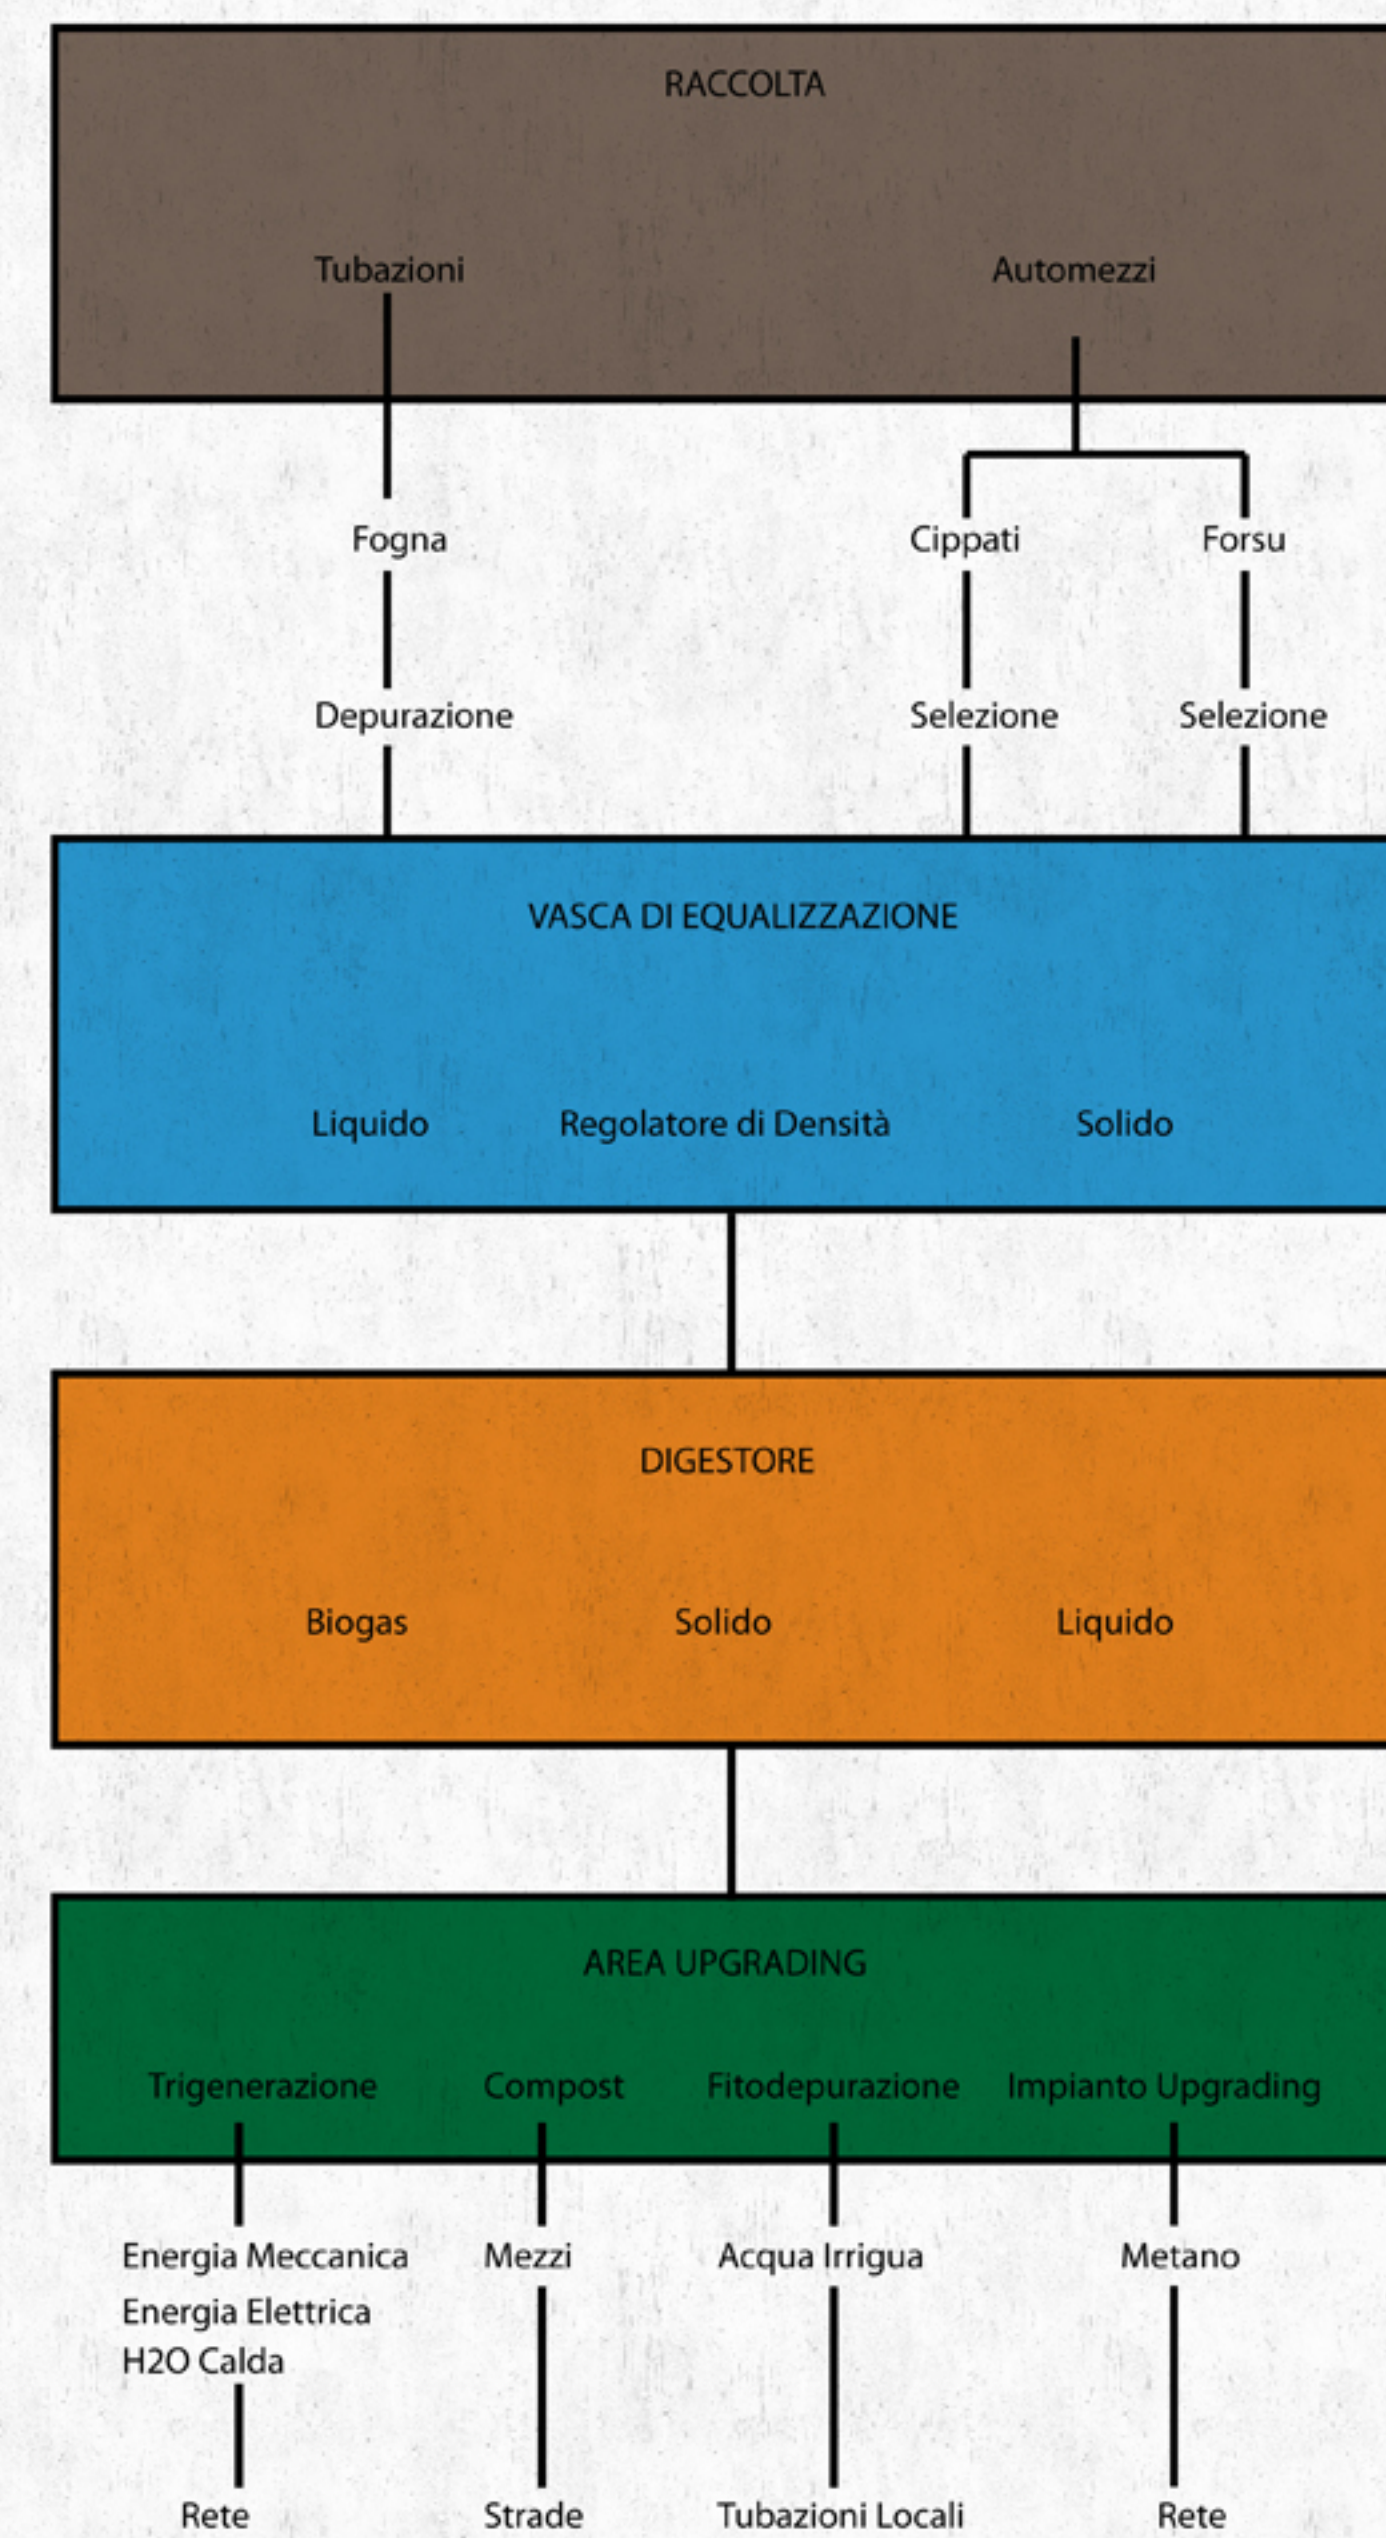 RACCOLTA
Tubazioni Automezzi
Fogna Cippati Forsu
Depurazione Selezione Selezione
VASCA DI EQUALIZZAZIONE
Liquido Regolatore di Densità Solido
DIGESTORE
Biogas Solido Liquido
AREA UPGRADING
Trigenerazione Compost Fitodepurazione Impianto Upgrading
Energia Meccanica Mezzi Acqua Irrigua Metano
Energia Elettrica
H2O Calda
Rete Strade Tubazioni Locali Rete